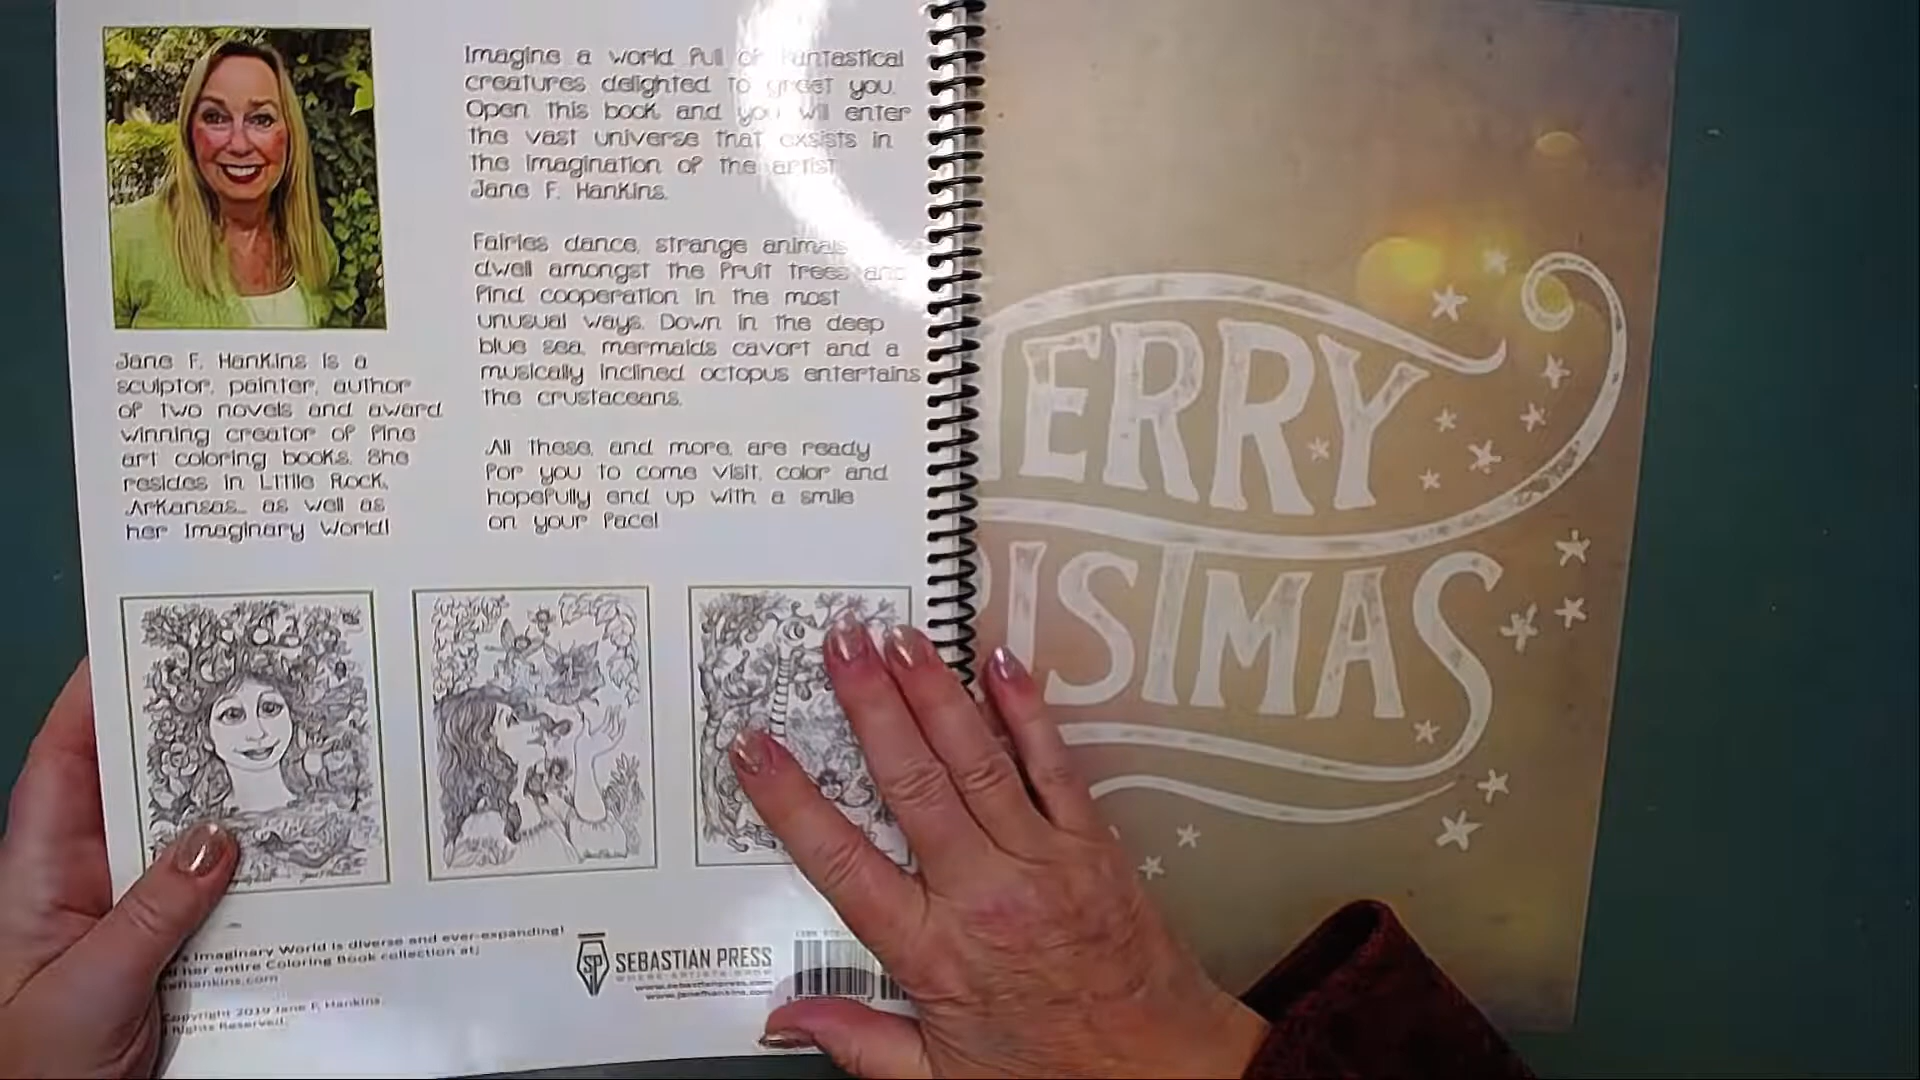 Imagine a world full of fantastical
creatures delighted to greet you.
Open this book and you will enter
the vast universe that exsists in
the imagination of the artist
Jane F. Hankins.
Fairies dance, strange animals
dwell amongst the fruit trees and
find cooperation in the most
unusual ways. Down in the deep
blue sea, mermaids cavort and a
musically inclined octopus entertains
the crustaceans.
All these, and more, are ready
for you to come visit, color and
hopefully end up with a smile
on your face!
Jane F. Hankins is a
sculptor, painter, author
of two novels and award
winning creator of fine
art coloring books. She
resides in Little Rock,
Arkansas... as well as
her Imaginary World!
Imaginary World is diverse and ever-expanding!
her entire Coloring Book collection at:
Copyright 2019 Jane F. Hankins.
Rights Reserved.
SP
SEBASTIAN PRESS
WHERE ARTISTS GROW
www.sebastianpress.com
www.janefhankins.com
ERRY
ISTMAS